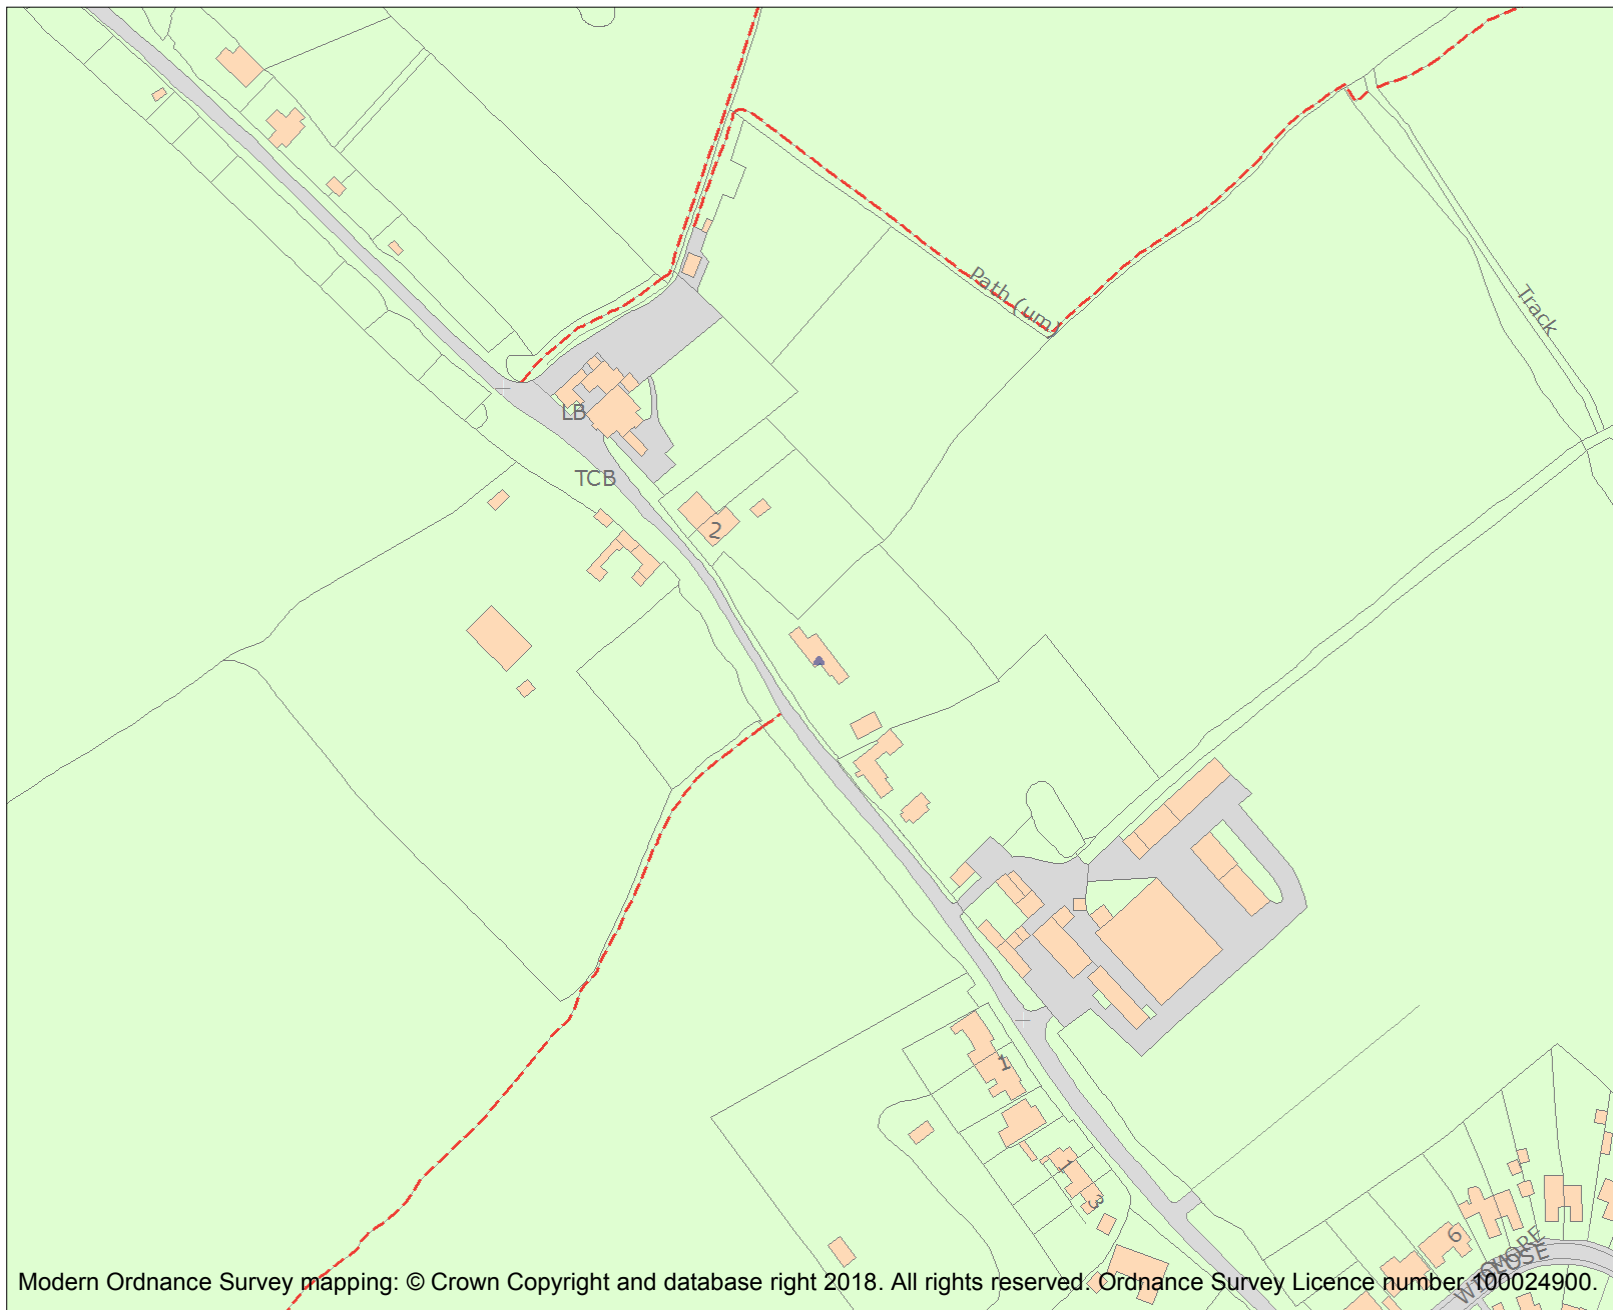 Path (um)
Track
LB
TCB
2
1
1
3
6
CLOSE
Modern Ordnance Survey mapping: © Crown Copyright and database right 2018. All rights reserved. Ordnance Survey Licence number 100024900.